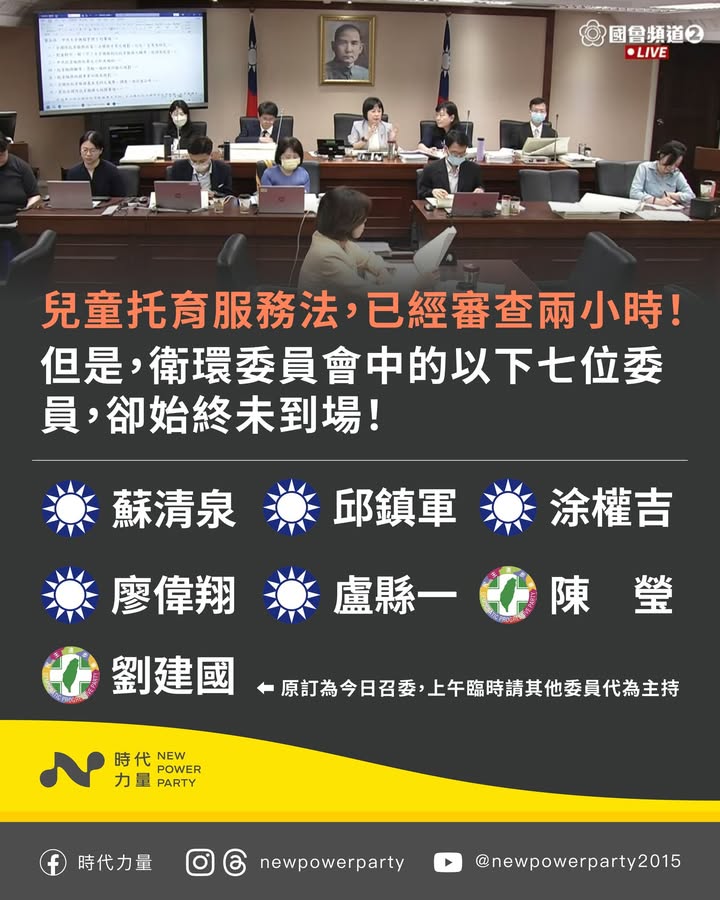 國會頻道2
LIVE
兒童托育服務法，已經審查兩小時！
但是，衛環委員會中的以下七位委
員，卻始終未到場！
蘇清泉 邱鎮軍 涂權吉
廖偉翔 盧縣一 陳 瑩
劉建國 ← 原訂為今日召委，上午臨時請其他委員代為主持
時代力量 NEW POWER PARTY
時代力量 newpowerparty @newpowerparty2015